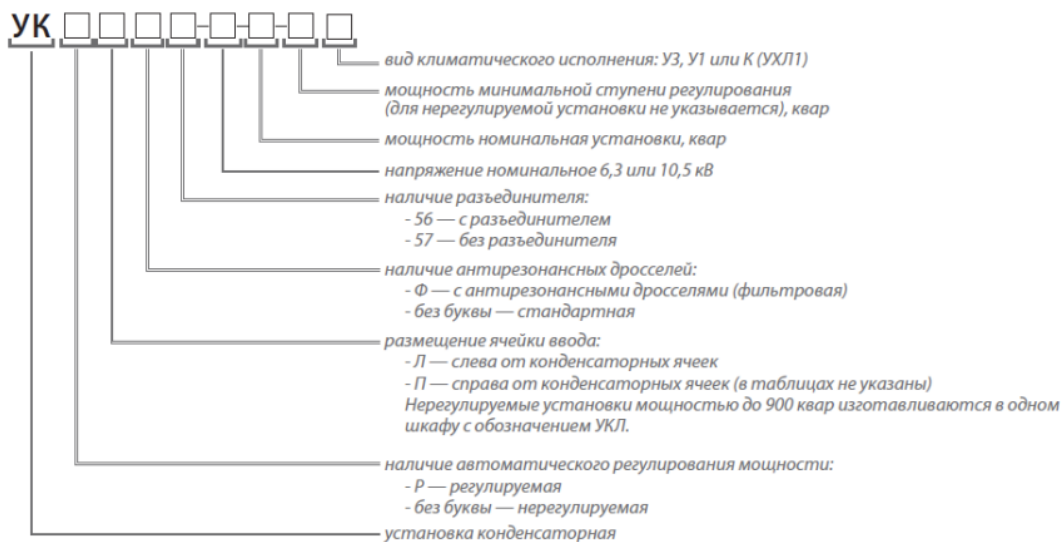 УК □□□□-□-□-□ □
вид климатического исполнения: У3, У1 или К (УХЛ1)
мощность минимальной ступени регулирования
(для нерегулируемой установки не указывается), квар
мощность номинальная установки, квар
напряжение номинальное 6,3 или 10,5 кВ
наличие разъединителя:
- 56 — с разъединителем
- 57 — без разъединителя
наличие антирезонансных дросселей:
- Ф — с антирезонансными дросселями (фильтровая)
- без буквы — стандартная
размещение ячейки ввода:
- Л — слева от конденсаторных ячеек
- П — справа от конденсаторных ячеек (в таблицах не указаны)
Нерегулируемые установки мощностью до 900 квар изготавливаются в одном
шкафу с обозначением УКЛ.
наличие автоматического регулирования мощности:
- Р — регулируемая
- без буквы — нерегулируемая
установка конденсаторная